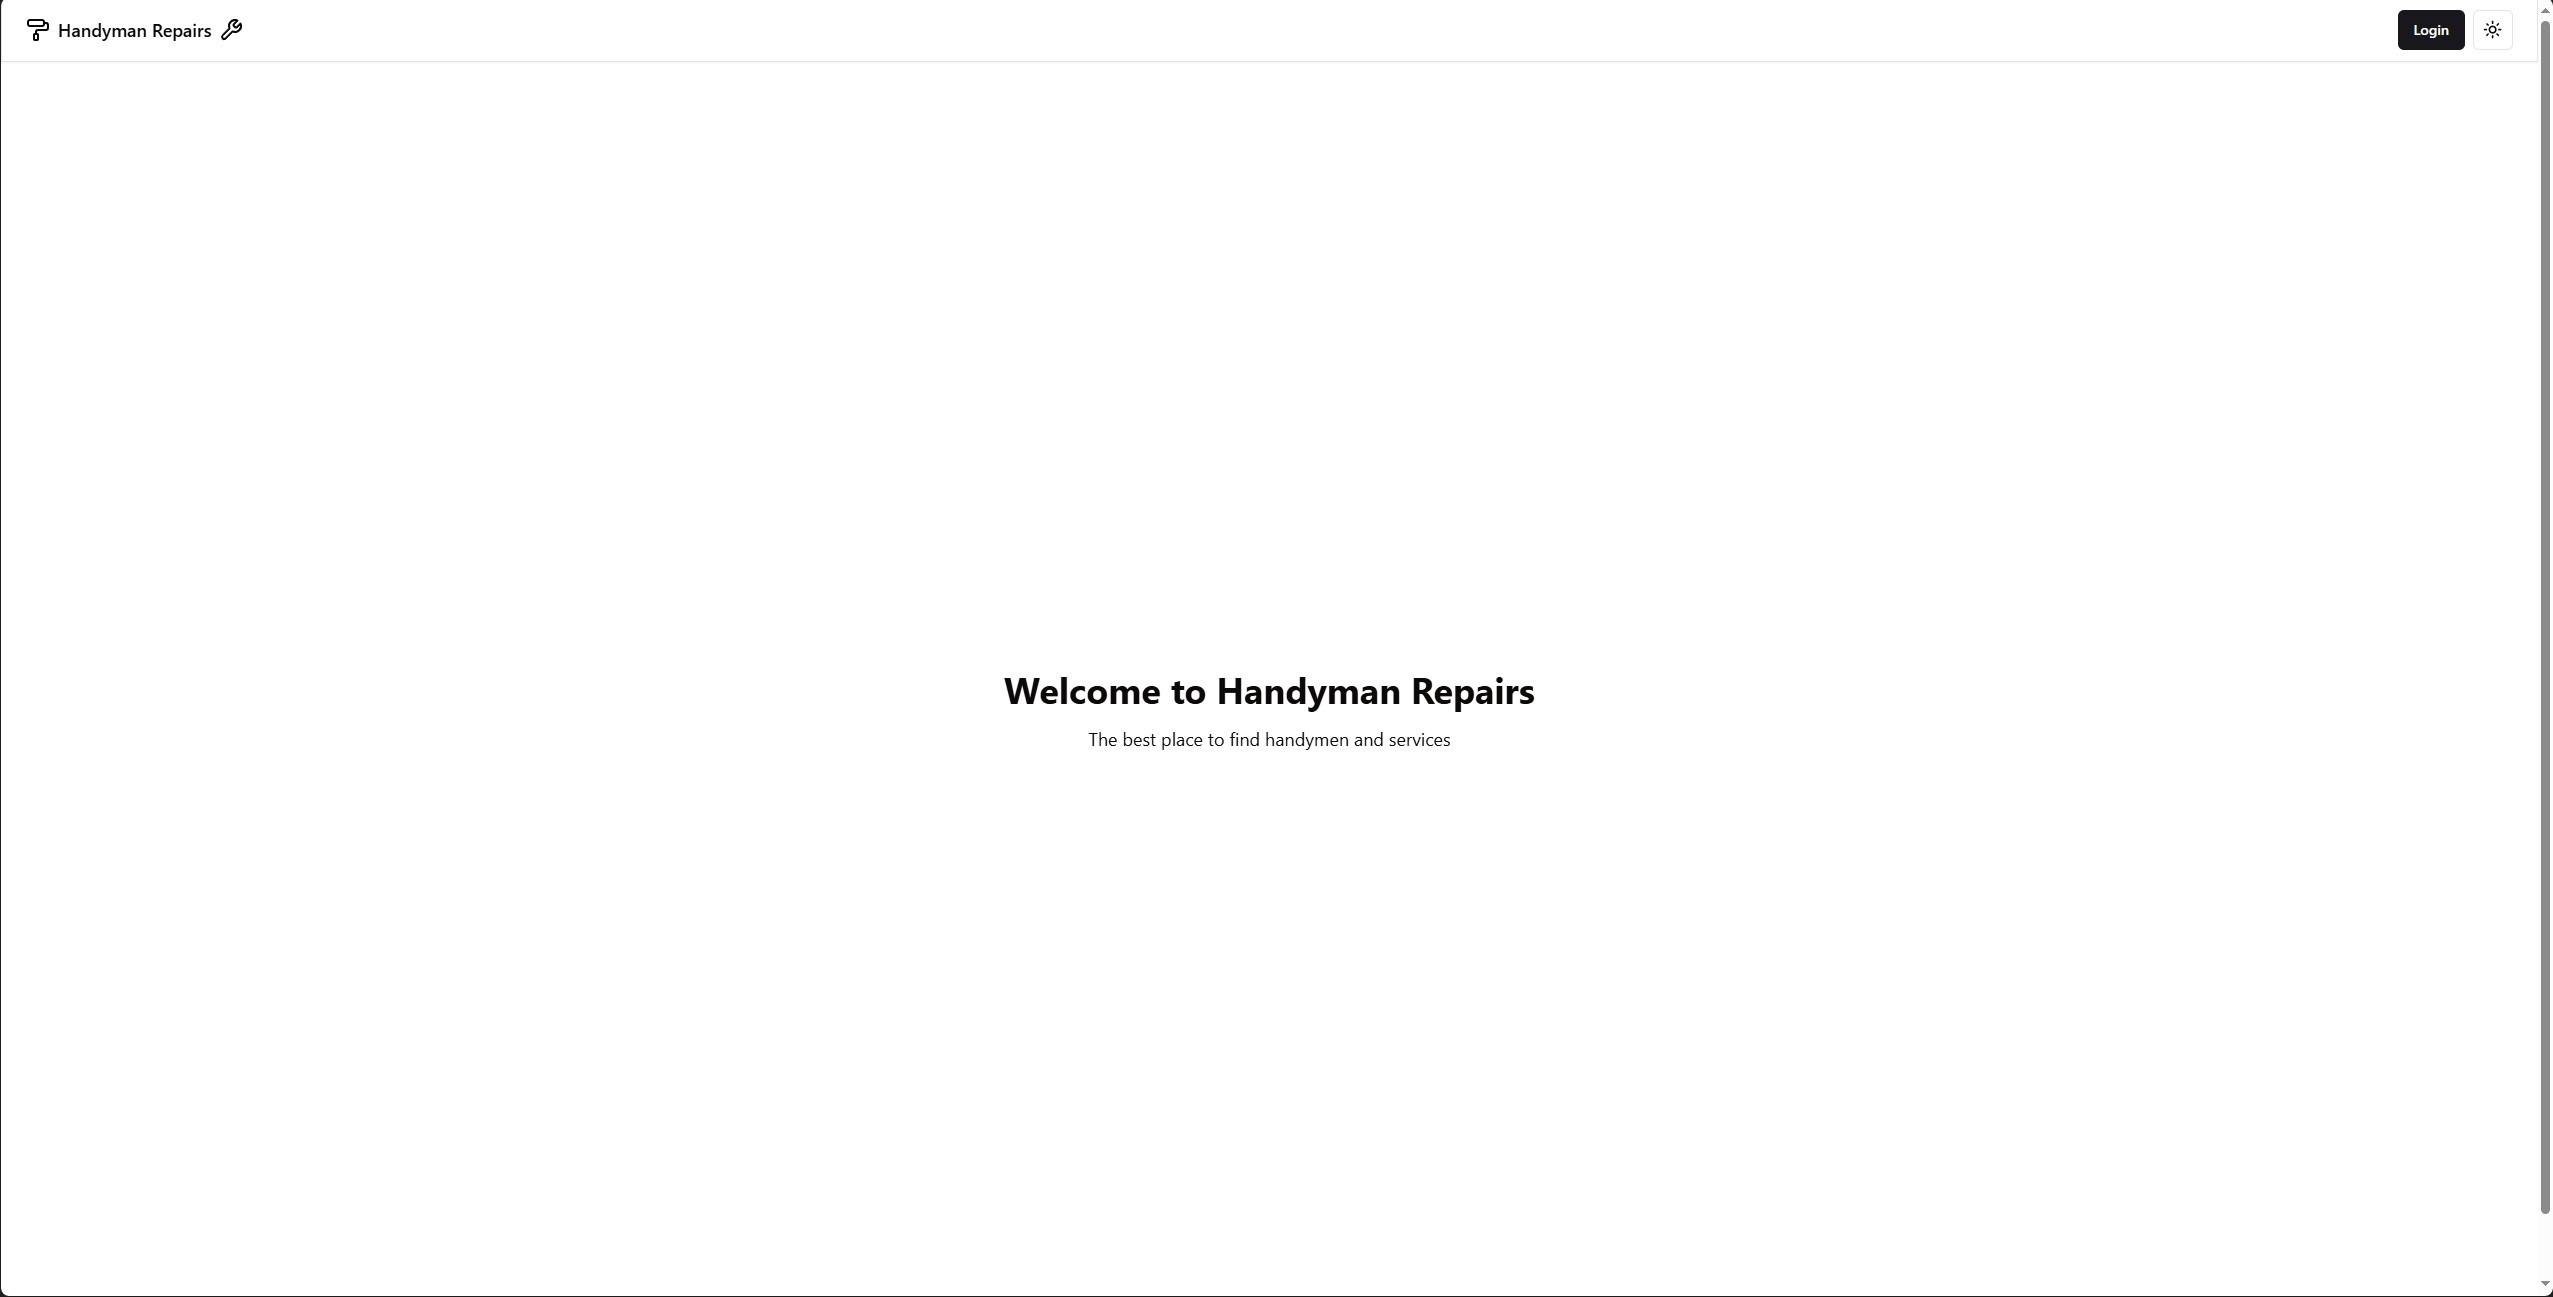 Handyman Repairs
Login
Welcome to Handyman Repairs
The best place to find handymen and services